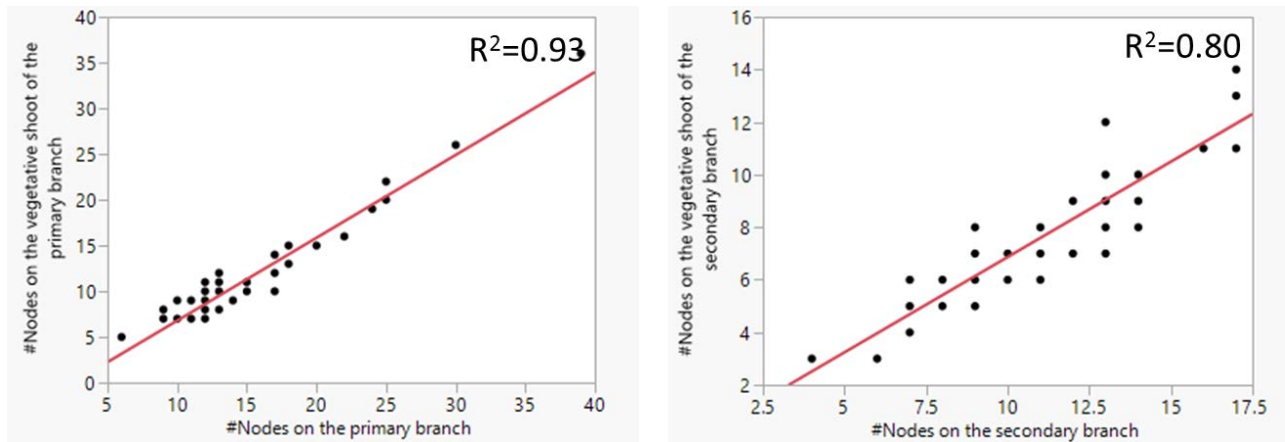 40
35
30
25
20
15
10
5
0
#Nodes on the vegetative shoot of the
primary branch
R²=0.93
5 10 15 20 25 30 35 40
#Nodes on the primary branch
16
14
12
10
8
6
4
2
#Nodes on the vegetative shoot of the
secondary branch
R²=0.80
2.5 5 7.5 10 12.5 15 17.5
#Nodes on the secondary branch